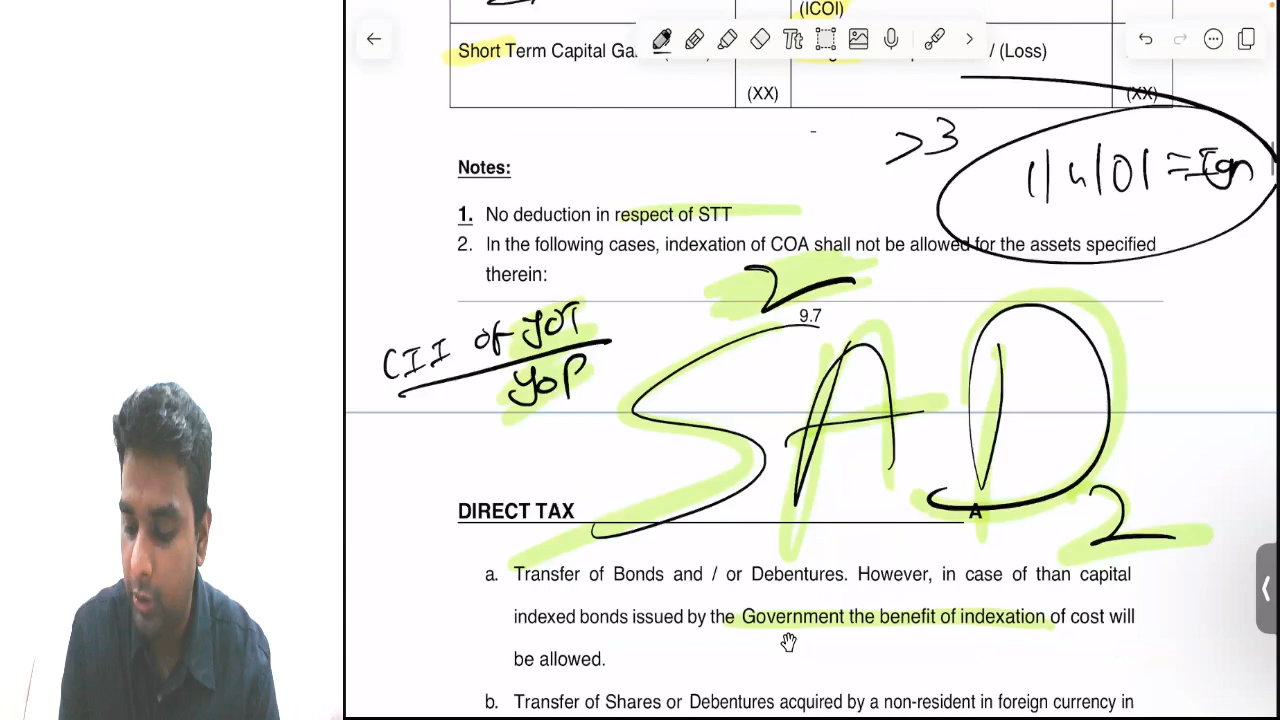 (ICOI)
Tt
Short Term Capital Ga
/ (Loss)
(XX)
(XX)
>3
1/4/01 = Ign
Notes:
1. No deduction in respect of STT
2. In the following cases, indexation of COA shall not be allowed for the assets specified
therein:
2
9.7
CII of YOT
YOP
SAD
2
DIRECT TAX
A
a. Transfer of Bonds and / or Debentures. However, in case of than capital
indexed bonds issued by the Government the benefit of indexation of cost will
be allowed.
b. Transfer of Shares or Debentures acquired by a non-resident in foreign currency in